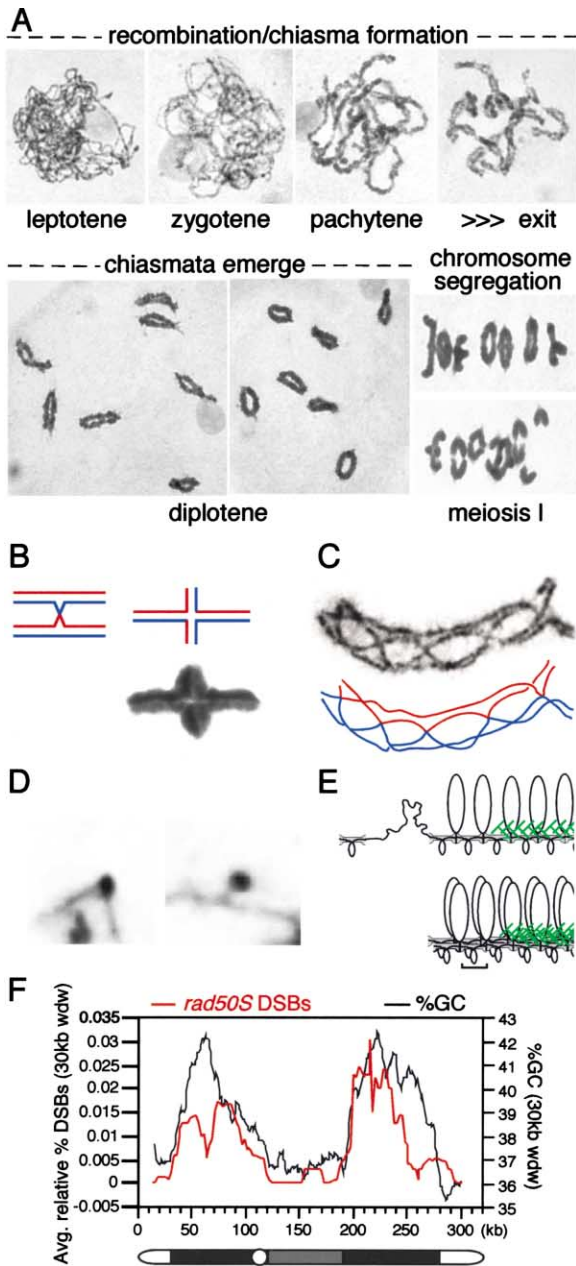 A
recombination/chiasma formation
leptotene zygotene pachytene >>> exit
chiasmata emerge
chromosome
segregation
diplotene
meiosis I
B
C
D
E
F
rad50S DSBs
%GC
Avg. relative % DSBs (30kb wdw)
0.035
0.03
0.025
0.02
0.015
0.01
0.005
0
-0.005
43
42
41
40
39
38
37
36
35
%GC (30kb wdw)
0 50 100 150 200 250 300 (kb)